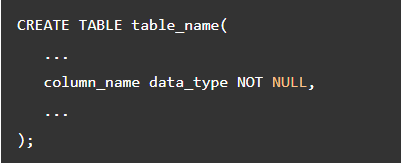 CREATE TABLE table_name(
...
column_name data_type NOT NULL,
...
);